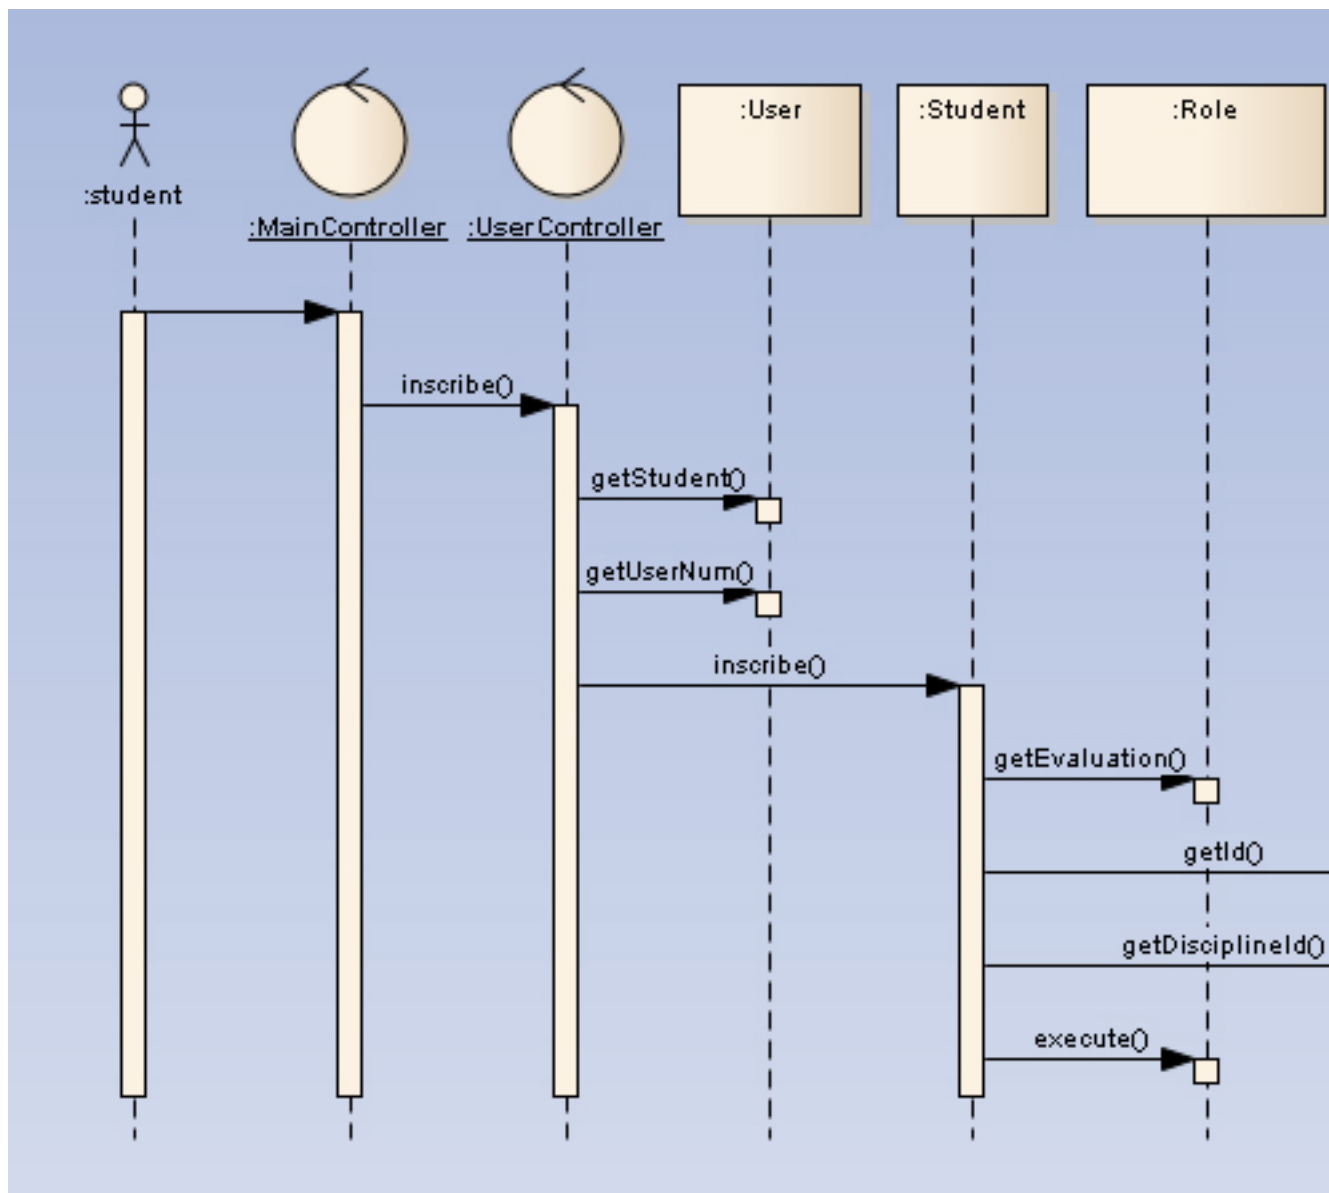 :User
:Student
:Role
:student
:MainController
:UserController
inscribe()
getStudent()
getUserNum()
inscribe()
getEvaluation()
getId()
getDisciplineId()
execute()